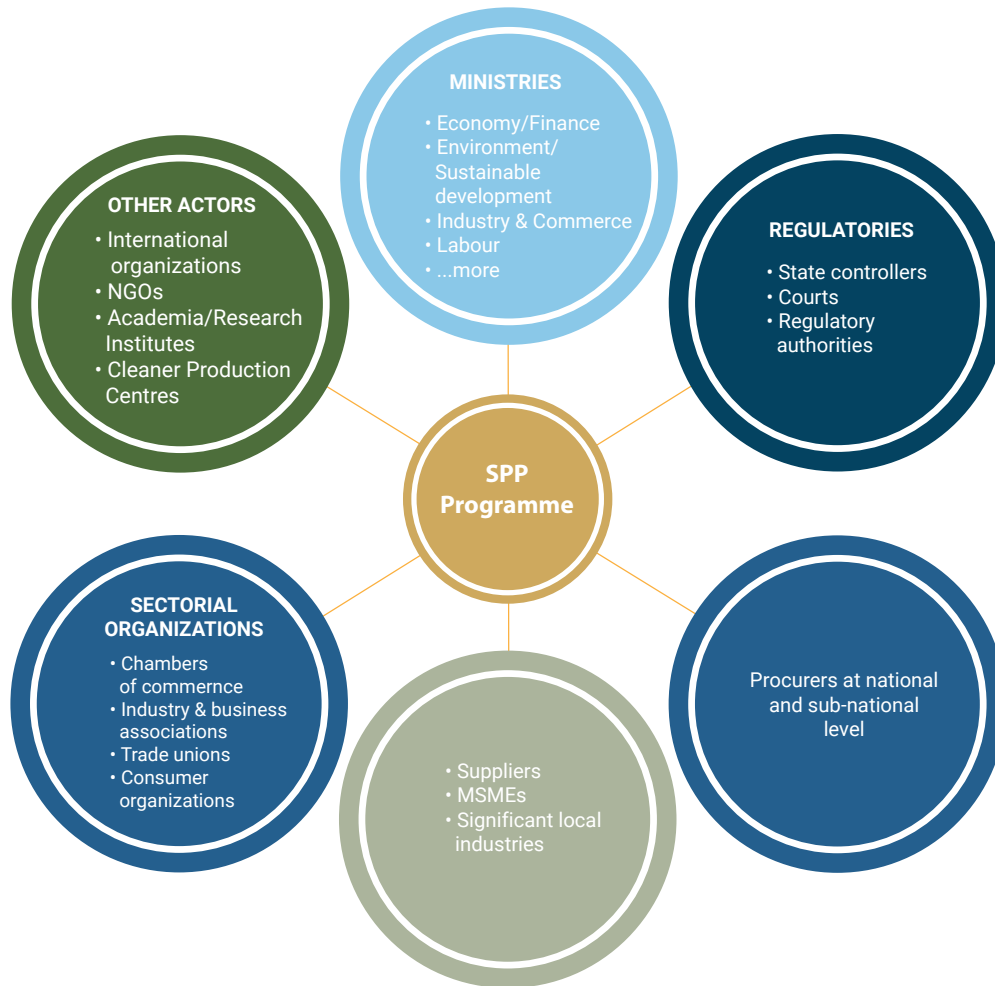 MINISTRIES
• Economy/Finance
• Environment/
Sustainable
development
• Industry & Commerce
• Labour
• ...more
OTHER ACTORS
• International
organizations
• NGOs
• Academia/Research
Institutes
• Cleaner Production
Centres
REGULATORIES
• State controllers
• Courts
• Regulatory
authorities
SPP
Programme
SECTORIAL
ORGANIZATIONS
• Chambers
of commernce
• Industry & business
associations
• Trade unions
• Consumer
organizations
• Suppliers
• MSMEs
• Significant local
industries
Procurers at national
and sub-national
level